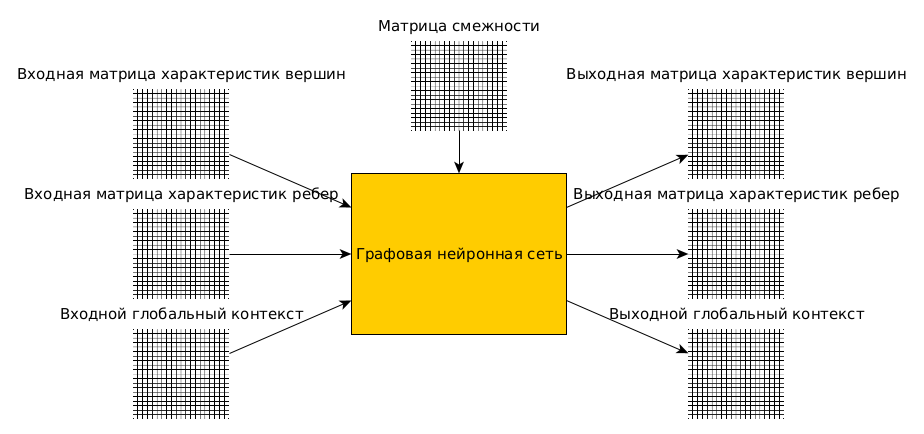 Матрица смежности
Входная матрица характеристик вершин
Выходная матрица характеристик вершин
Входная матрица характеристик ребер
Выходная матрица характеристик ребер
Графовая нейронная сеть
Входной глобальный контекст
Выходной глобальный контекст